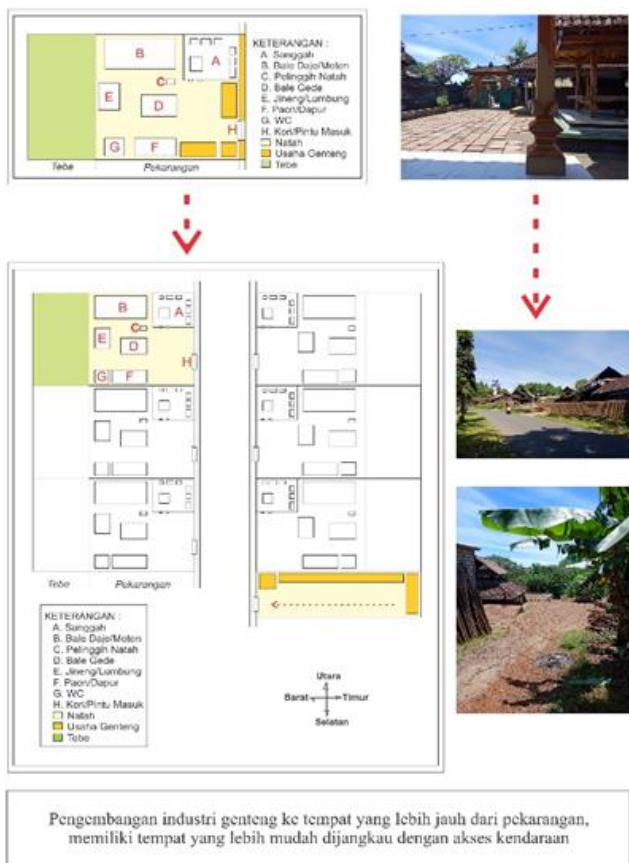 KETERANGAN :
A. Sanggah
B. Bale Daje/Meten
C. Pelinggih Natah
D. Bale Gede
E. Jineng/Lumbung
F. Paon/Dapur
G. WC
H. Kori/Pintu Masuk
Natah
Usaha Genteng
Tebe
B
A
C
E
D
H
G
F
Tebe
Pekarangan
B
A
C
E
D
H
G
F
Tebe
Pekarangan
KETERANGAN :
A. Sanggah
B. Bale Daje/Meten
C. Pelinggih Natah
D. Bale Gede
E. Jineng/Lumbung
F. Paon/Dapur
G. WC
H. Kori/Pintu Masuk
Natah
Usaha Genteng
Tebe
Utara
Barat
Timur
Selatan
Pengembangan industri genteng ke tempat yang lebih jauh dari pekarangan,
memiliki tempat yang lebih mudah dijangkau dengan akses kendaraan